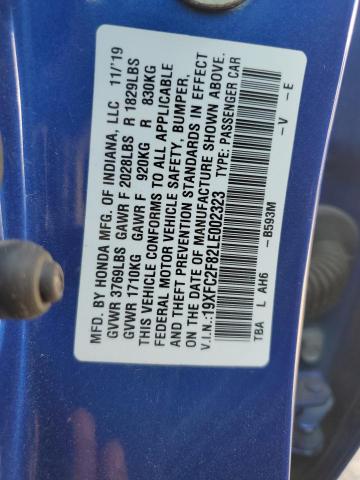 MFD. BY HONDA MFG. OF INDIANA, LLC 11/'19
GVWR 3769LBS GAWR F 2028LBS R 1829LBS
GVWR 1710KG GAWR F 920KG R 830KG
THIS VEHICLE CONFORMS TO ALL APPLICABLE
FEDERAL MOTOR VEHICLE SAFETY, BUMPER,
AND THEFT PREVENTION STANDARDS IN EFFECT
ON THE DATE OF MANUFACTURE SHOWN ABOVE.
V.I.N.:19XFC2F82LE002323 TYPE: PASSENGER CAR
TBA L AH6 -B593M -V -E